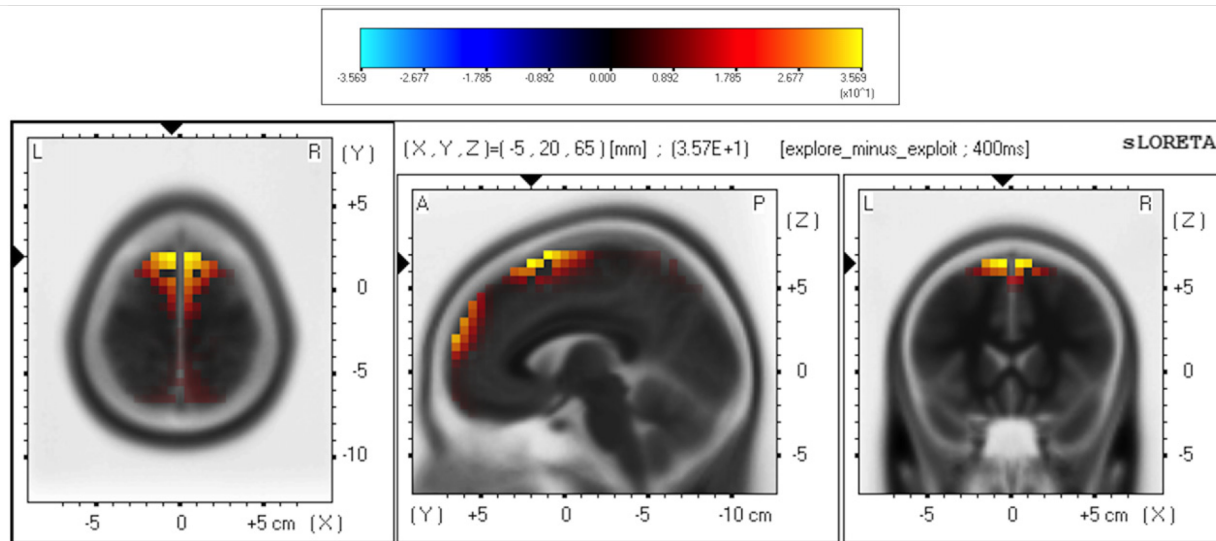 -3.569 -2.677 -1.785 -0.892 0.000 0.892 1.785 2.677 3.569
(x10^1)
L R (Y)
+5
0
-5
-10
-5 0 +5 cm (X)
(X,Y,Z)=(-5,20,65)[mm] ; (3.57E+1) [explore_minus_exploit ; 400ms] sLORETA
A P (Z)
+5
0
-5
(Y) +5 0 -5 -10 cm
L R (Z)
+5
0
-5
-5 0 +5 cm (X)